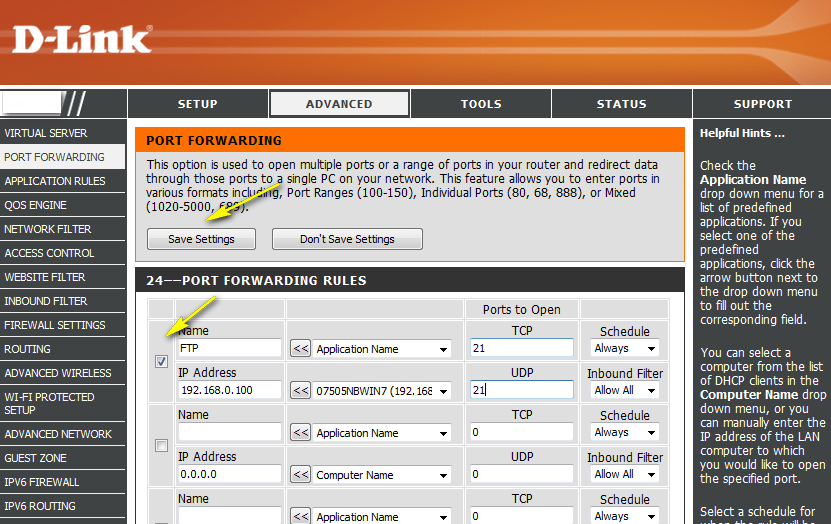 D-Link®
SETUP
ADVANCED
TOOLS
STATUS
SUPPORT
VIRTUAL SERVER
PORT FORWARDING
APPLICATION RULES
QOS ENGINE
NETWORK FILTER
ACCESS CONTROL
WEBSITE FILTER
INBOUND FILTER
FIREWALL SETTINGS
ROUTING
ADVANCED WIRELESS
WI-FI PROTECTED
SETUP
ADVANCED NETWORK
GUEST ZONE
IPV6 FIREWALL
IPV6 ROUTING
PORT FORWARDING
This option is used to open multiple ports or a range of ports in your router and redirect data
through those ports to a single PC on your network. This feature allows you to enter ports in
various formats including, Port Ranges (100-150), Individual Ports (80, 68, 888), or Mixed
(1020-5000, 689).
Save Settings
Don't Save Settings
24--PORT FORWARDING RULES
Ports to Open
Name
TCP
Schedule
FTP
<<
Application Name
21
Always
IP Address
UDP
Inbound Filter
192.168.0.100
<<
07505NBWIN7 (192.168
21
Allow All
Name
TCP
Schedule
<<
Application Name
0
Always
IP Address
UDP
Inbound Filter
0.0.0.0
<<
Computer Name
0
Allow All
Name
TCP
Schedule
<<
Application Name
0
Always
Helpful Hints ...
Check the
Application Name
drop down menu for a
list of predefined
applications. If you
select one of the
predefined
applications, click the
arrow button next to
the drop down menu
to fill out the
corresponding field.
You can select a
computer from the list
of DHCP clients in the
Computer Name drop
down menu, or you
can manually enter the
IP address of the LAN
computer to which
you would like to open
the specified port.
Select a schedule for
when the rule will be